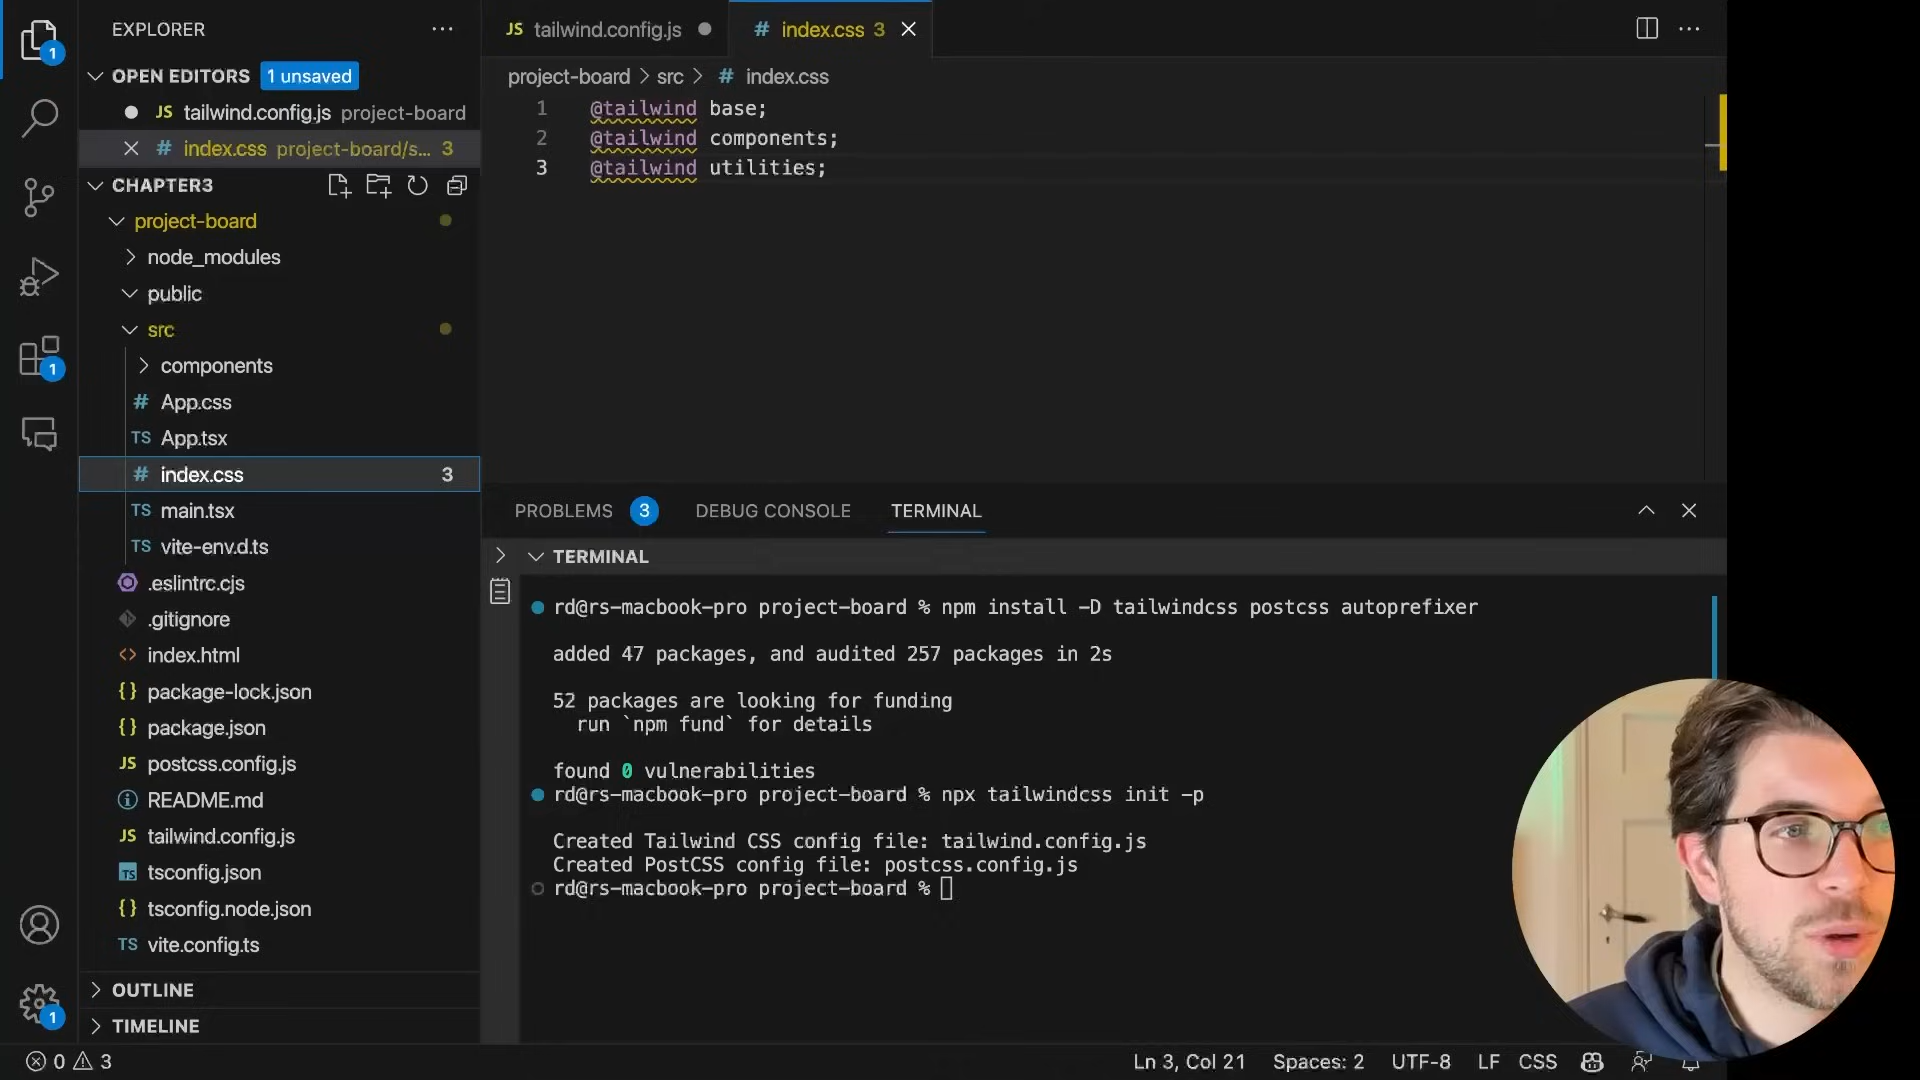 EXPLORER
OPEN EDITORS 1 unsaved
JS tailwind.config.js project-board
# index.css project-board/s... 3
CHAPTER3
project-board
node_modules
public
src
components
# App.css
TS App.tsx
# index.css 3
TS main.tsx
TS vite-env.d.ts
.eslintrc.cjs
.gitignore
<> index.html
{} package-lock.json
{} package.json
JS postcss.config.js
README.md
JS tailwind.config.js
TS tsconfig.json
{} tsconfig.node.json
TS vite.config.ts
OUTLINE
TIMELINE
1
1
1
JS tailwind.config.js
# index.css 3
project-board > src > # index.css
1 @tailwind base;
2 @tailwind components;
3 @tailwind utilities;
PROBLEMS 3 DEBUG CONSOLE TERMINAL
TERMINAL
rd@rs-macbook-pro project-board % npm install -D tailwindcss postcss autoprefixer
added 47 packages, and audited 257 packages in 2s
52 packages are looking for funding
run `npm fund` for details
found 0 vulnerabilities
rd@rs-macbook-pro project-board % npx tailwindcss init -p
Created Tailwind CSS config file: tailwind.config.js
Created PostCSS config file: postcss.config.js
rd@rs-macbook-pro project-board %
0 3
Ln 3, Col 21 Spaces: 2 UTF-8 LF CSS